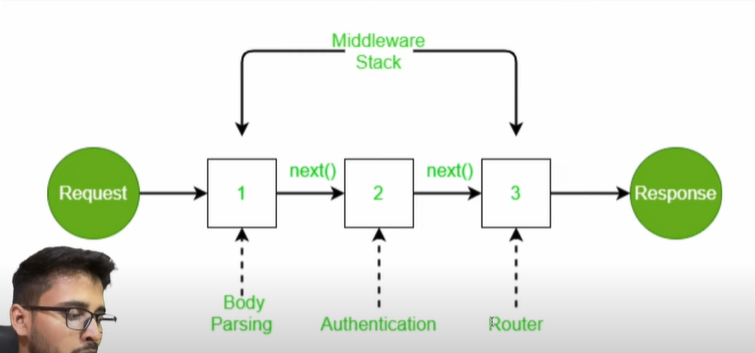 Middleware
Stack
next()
next()
Request
1
2
3
Response
Body
Parsing
Authentication
Router